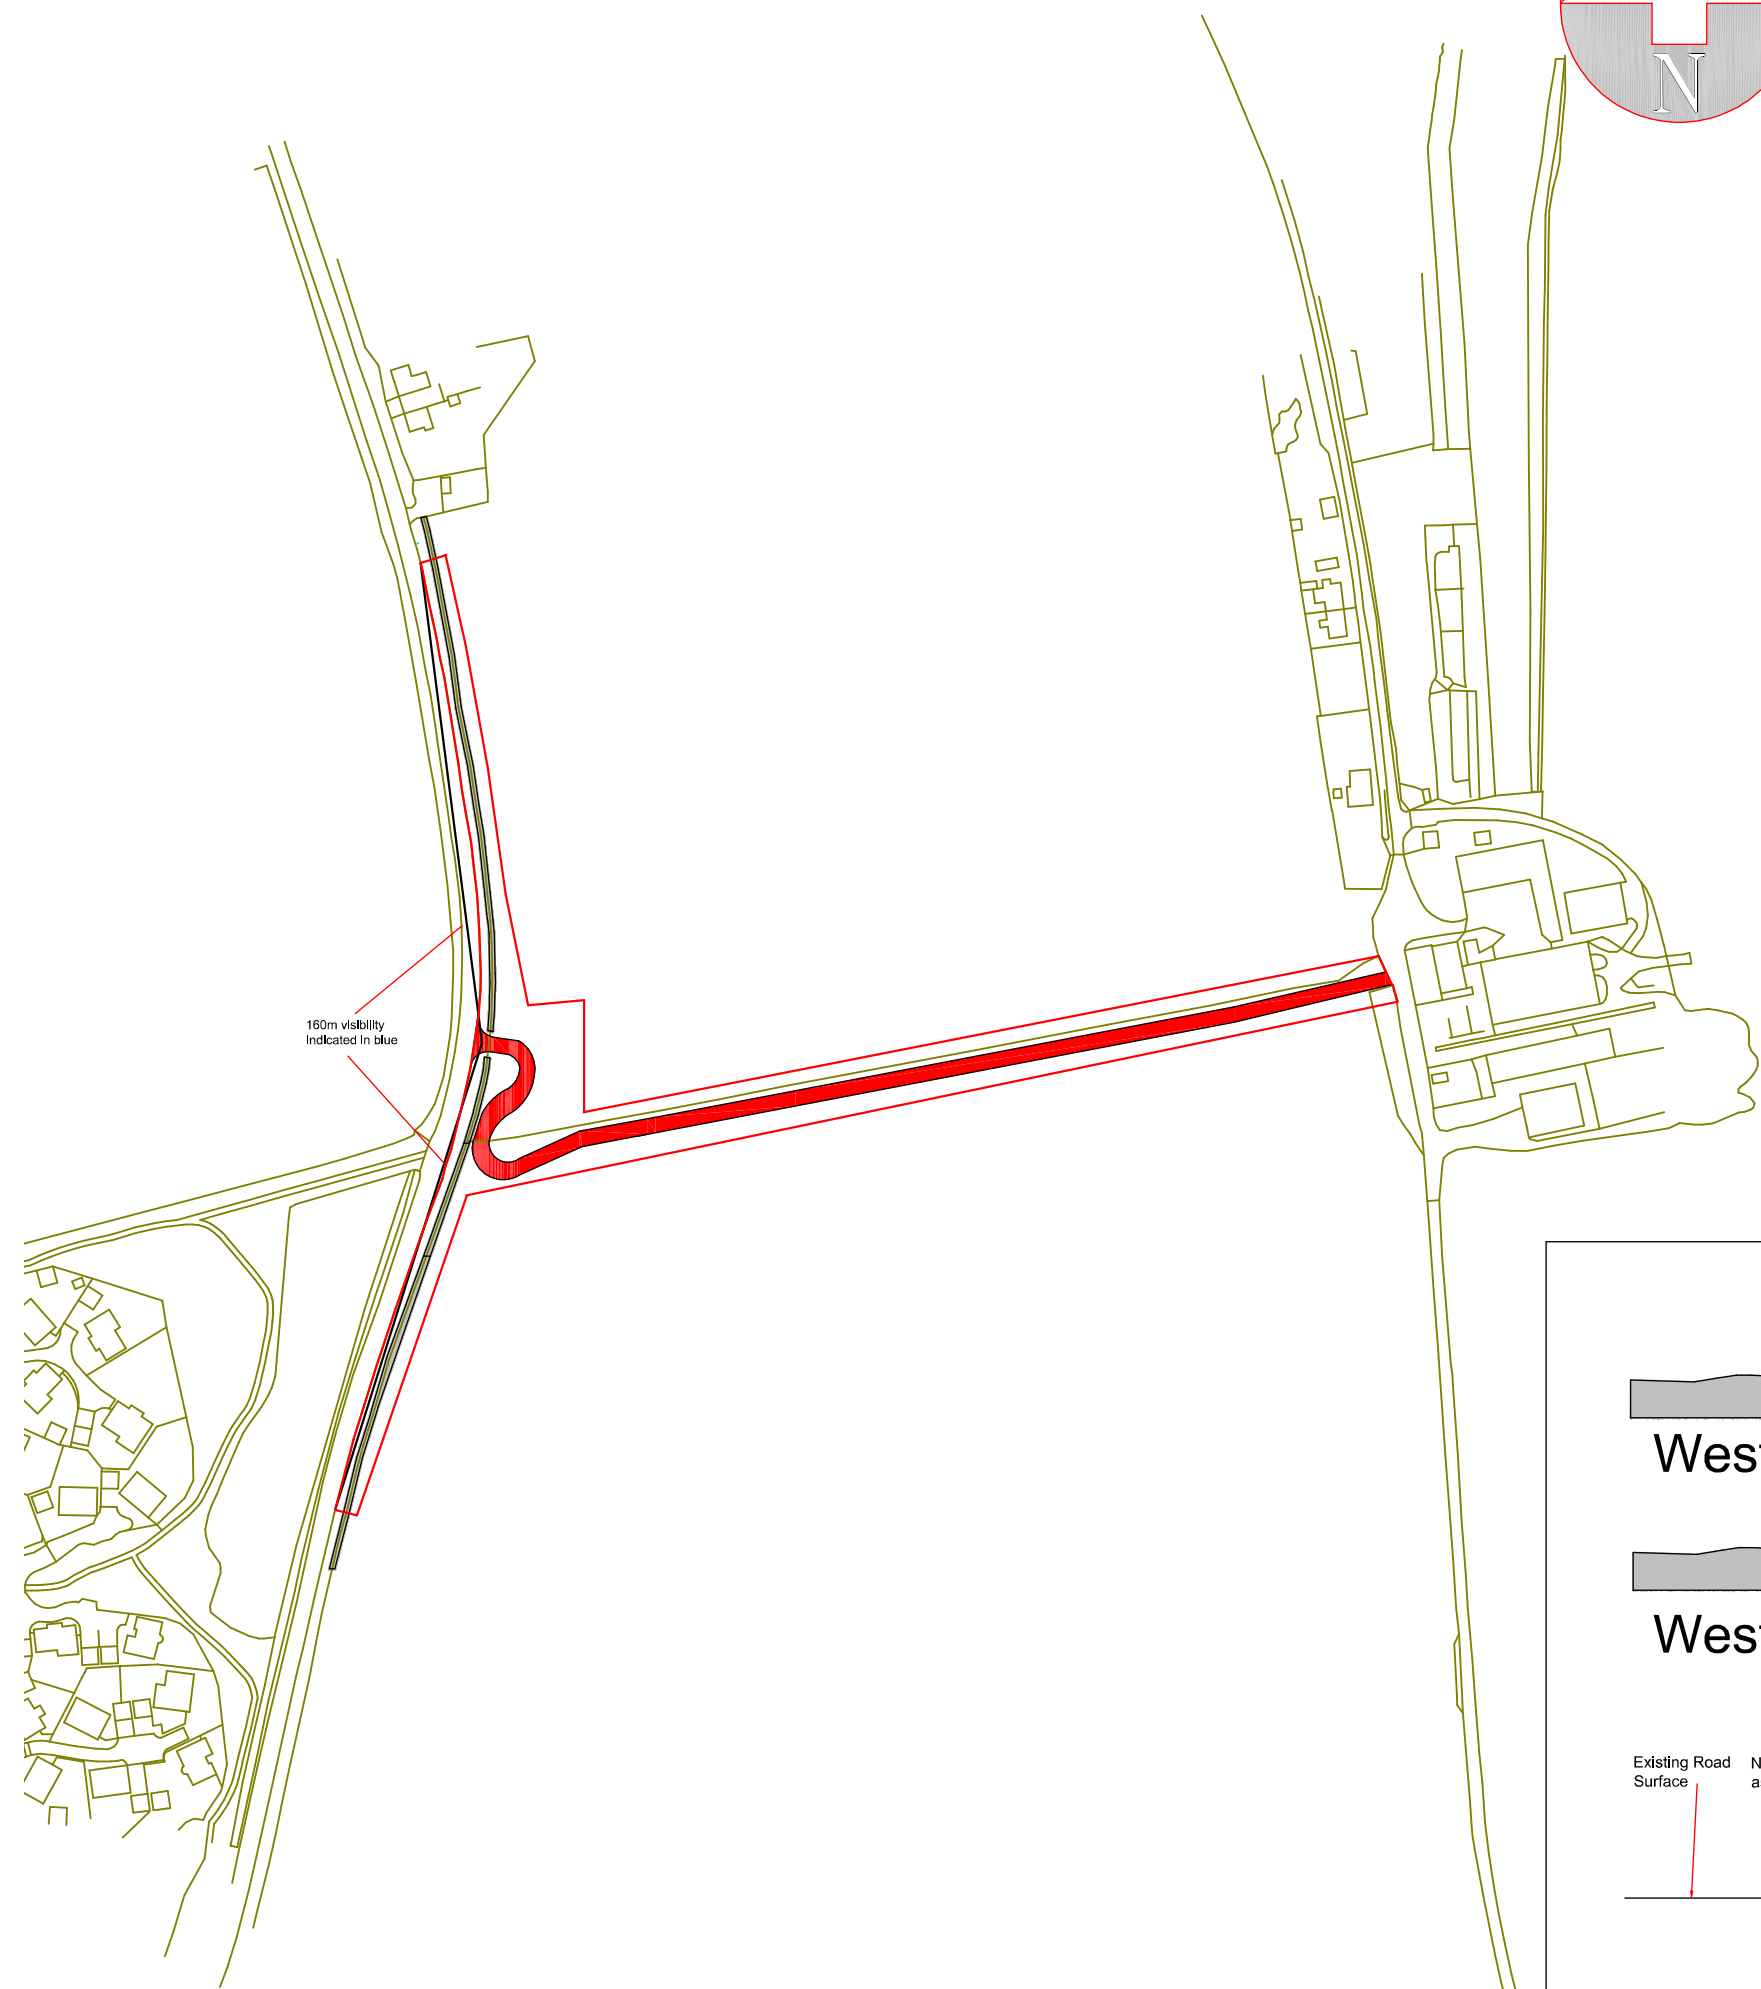 N
160m visibility
indicated in blue
West
West
Existing Road
Surface